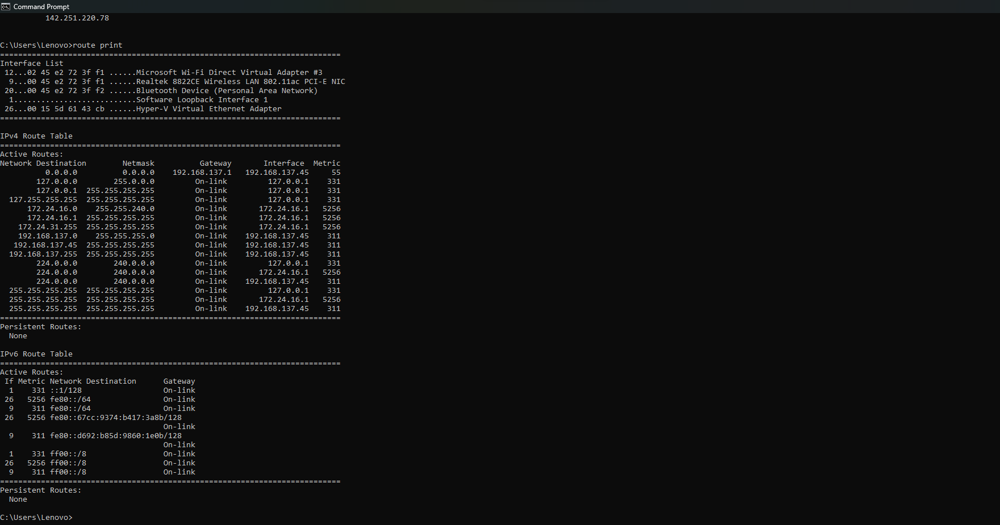 Command Prompt
142.251.220.78
C:\Users\Lenovo>route print
===========================================================================
Interface List
12...02 45 e2 72 3f f1 ......Microsoft Wi-Fi Direct Virtual Adapter #3
9...00 45 e2 72 3f f1 ......Realtek 8822CE Wireless LAN 802.11ac PCI-E NIC
20...00 45 e2 72 3f f2 ......Bluetooth Device (Personal Area Network)
1...........................Software Loopback Interface 1
26...00 15 5d 61 43 cb ......Hyper-V Virtual Ethernet Adapter
===========================================================================
IPv4 Route Table
===========================================================================
Active Routes:
Network Destination        Netmask          Gateway       Interface  Metric
0.0.0.0          0.0.0.0    192.168.137.1   192.168.137.45     55
127.0.0.0        255.0.0.0         On-link         127.0.0.1    331
127.0.0.1  255.255.255.255         On-link         127.0.0.1    331
127.255.255.255  255.255.255.255         On-link         127.0.0.1    331
172.24.16.0    255.255.240.0         On-link       172.24.16.1   5256
172.24.16.1  255.255.255.255         On-link       172.24.16.1   5256
172.24.31.255  255.255.255.255         On-link       172.24.16.1   5256
192.168.137.0    255.255.255.0         On-link    192.168.137.45    311
192.168.137.45  255.255.255.255         On-link    192.168.137.45    311
192.168.137.255  255.255.255.255         On-link    192.168.137.45    311
224.0.0.0        240.0.0.0         On-link         127.0.0.1    331
224.0.0.0        240.0.0.0         On-link       172.24.16.1   5256
224.0.0.0        240.0.0.0         On-link    192.168.137.45    311
255.255.255.255  255.255.255.255         On-link         127.0.0.1    331
255.255.255.255  255.255.255.255         On-link       172.24.16.1   5256
255.255.255.255  255.255.255.255         On-link    192.168.137.45    311
===========================================================================
Persistent Routes:
None
IPv6 Route Table
===========================================================================
Active Routes:
If Metric Network Destination      Gateway
1    331 ::1/128                  On-link
26   5256 fe80::/64                On-link
9    311 fe80::/64                On-link
26   5256 fe80::67cc:9374:b417:3a8b/128
On-link
9    311 fe80::d692:b85d:9860:1e0b/128
On-link
1    331 ff00::/8                 On-link
26   5256 ff00::/8                 On-link
9    311 ff00::/8                 On-link
===========================================================================
Persistent Routes:
None
C:\Users\Lenovo>